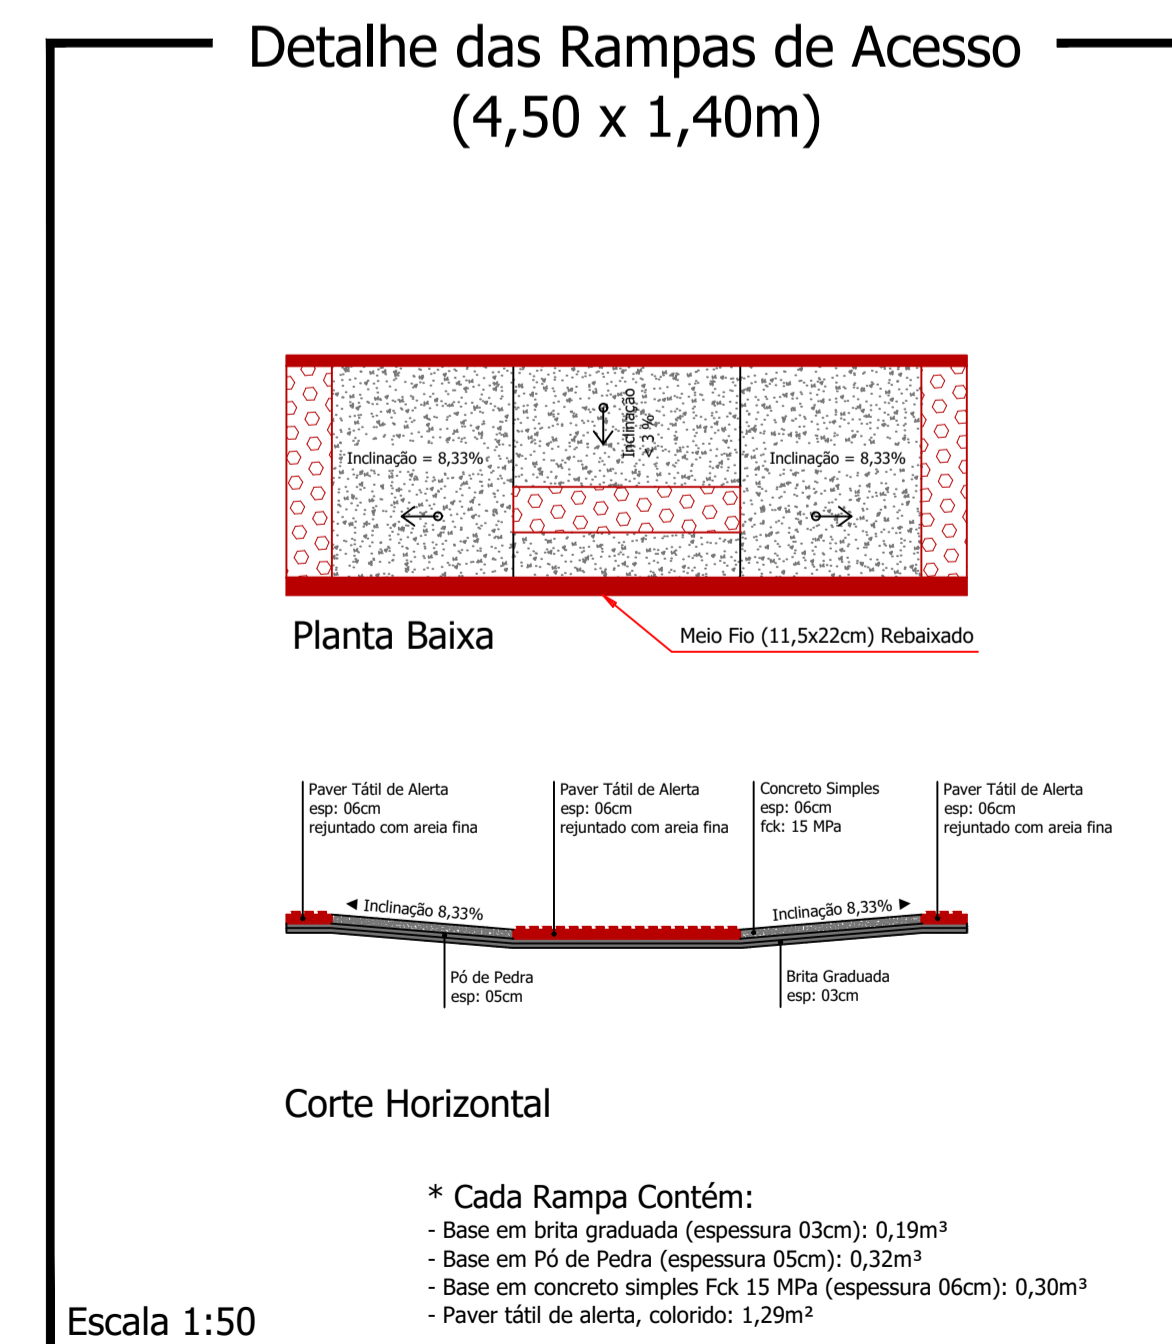 Detalhe das Rampas de Acesso
(4,50 x 1,40m)
Inclinação
< 3 %
Inclinação = 8,33%
Inclinação = 8,33%
Planta Baixa
Meio Fio (11,5x22cm) Rebaixado
Paver Tátil de Alerta
esp: 06cm
rejuntado com areia fina
Paver Tátil de Alerta
esp: 06cm
rejuntado com areia fina
Concreto Simples
esp: 06cm
fck: 15 MPa
Paver Tátil de Alerta
esp: 06cm
rejuntado com areia fina
Inclinação 8,33%
Inclinação 8,33%
Pó de Pedra
esp: 05cm
Brita Graduada
esp: 03cm
Corte Horizontal
* Cada Rampa Contém:
- Base em brita graduada (espessura 03cm): 0,19m³
- Base em Pó de Pedra (espessura 05cm): 0,32m³
- Base em concreto simples Fck 15 MPa (espessura 06cm): 0,30m³
- Paver tátil de alerta, colorido: 1,29m²
Escala 1:50